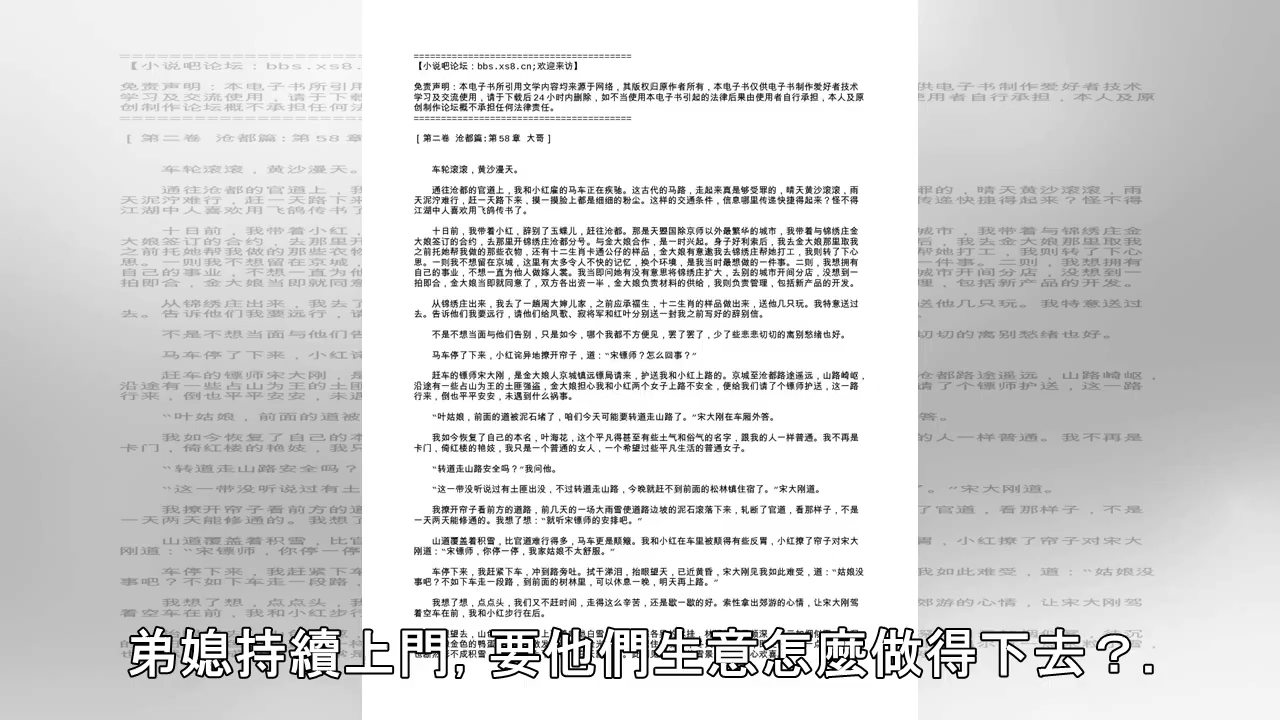 ========================================
【小说吧论坛：bbs.xs8.cn;欢迎来访】
免责声明：本电子书所引用文学内容均来源于网络，其版权归原作者所有，本电子书仅供电子书制作爱好者技术
学习及交流使用，请于下载后24小时内删除，如不当使用本电子书引起的法律后果由使用者自行承担，本人及原
创制作论坛概不承担任何法律责任。
========================================
[ 第二卷 沧都篇:第58章 大哥 ]
车轮滚滚，黄沙漫天。
通往沧都的官道上，我和小红雇的马车正在疾驰。这古代的马路，走起来真是够受罪的，晴天黄沙滚滚，雨
天泥泞难行，赶一天路下来，摸一摸脸上都是细细的粉尘。这样的交通条件，信息哪里传递快捷得起来？怪不得
江湖中人喜欢用飞鸽传书了。
十日前，我带着小红，辞别了玉蝶儿，赶往沧都。那是天曌国除京师以外最繁华的城市，我带着与锦绣庄金
大娘签订的合约，去那里开锦绣庄沧都分号。与金大娘合作，是一时兴起。身子好利索后，我去金大娘那里取我
之前托她帮我做的那些衣物，还有十二生肖卡通公仔的样品，金大娘有意邀我去锦绣庄帮她打工，我则转了下心
思。一则我不想留在京城，这里有太多令人不快的记忆，换个环境，是我当时最想做的一件事。二则，我想拥有
自己的事业，不想一直为他人做嫁人裳。我当即问她有没有意思将锦绣庄扩大，去别的城市开间分店，没想到一
拍即合，金大娘当即就同意了，双方各出资一半，金大娘负责材料的供给，我则负责管理，包括新产品的开发。
从锦绣庄出来，我去了一趟周大婶儿家，之前应承福生，十二生肖的样品做出来，送他几只玩。我特意送过
去。告诉他们我要远行，请他们给凤歌、寂将军和红叶分别送一封我之前写好的辞别信。
不是不想当面与他们告别，只是如今，哪个我都不方便见，罢了罢了，少了些悲悲切切的离别愁绪也好。
马车停了下来，小红诧异地撩开帘子，道：“宋镖师？怎么回事？”
赶车的镖师宋大刚，是金大娘人京城镇远镖局请来，护送我和小红上路的。京城至沧都路途遥远，山路崎岖，
沿途有一些占山为王的土匪强盗，金大娘担心我和小红两个女子上路不安全，便给我们请了个镖师护送，这一路
行来，倒也平平安安，未遇到什么祸事。
“叶姑娘，前面的道被泥石堵了，咱们今天可能要转道走山路了。”宋大刚在车厢外答。
我如今恢复了自己的本名，叶海花，这个平凡得甚至有些土气和俗气的名字，跟我的人一样普通。我不再是
卡门，倚红楼的艳妓，我只是一个普通的女人，一个希望过些平凡生活的普通女子。
“转道走山路安全吗？”我问他。
“这一带没听说过有土匪出没，不过转道走山路，今晚就赶不到前面的松林镇住宿了。”宋大刚道。
我撩开帘子看前方的道路，前几天的一场大雨雪使道路边坡的泥石滚落下来，轧断了官道，看那样子，不是
一天两天能修通的。我想了想：“就听宋镖师的安排吧。”
山道覆盖着积雪，比官道难行得多，马车更是颠簸。我和小红在车里被颠得有些反胃，小红撩了帘子对宋大
刚道：“宋镖师，你停一停，我家姑娘不太舒服。”
车停下来，我赶紧下车，冲到路旁吐。拭干涕泪，抬眼望天，已近黄昏，宋大刚见我如此难受，道：“姑娘没
事吧？不如下车走一段路，到前面的树林里，可以休息一晚，明天再上路。”
我想了想，点点头，我们又不赶时间，走得这么辛苦，还是歇一歇的好。索性拿出郊游的心情，让宋大刚驾
着空车在前，我和小红步行在后。
弟媳持續上門, 要他們生意怎麼做得下去？.